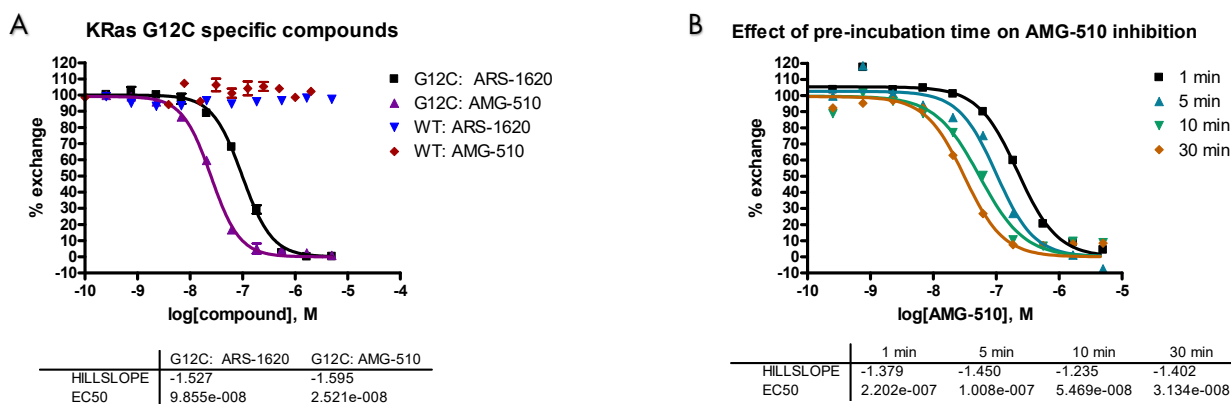 A
KRas G12C specific compounds
120
110
100
90
80
70
60
50
40
30
20
10
0
-10
% exchange
-10 -9 -8 -7 -6 -5 -4
log[compound], M
G12C: ARS-1620
G12C: AMG-510
WT: ARS-1620
WT: AMG-510
G12C: ARS-1620 G12C: AMG-510
HILLSLOPE -1.527 -1.595
EC50 9.855e-008 2.521e-008
B
Effect of pre-incubation time on AMG-510 inhibition
120
110
100
90
80
70
60
50
40
30
20
10
0
-10
% exchange
-10 -9 -8 -7 -6 -5
log[AMG-510], M
1 min
5 min
10 min
30 min
1 min 5 min 10 min 30 min
HILLSLOPE -1.379 -1.450 -1.235 -1.402
EC50 2.202e-007 1.008e-007 5.469e-008 3.134e-008